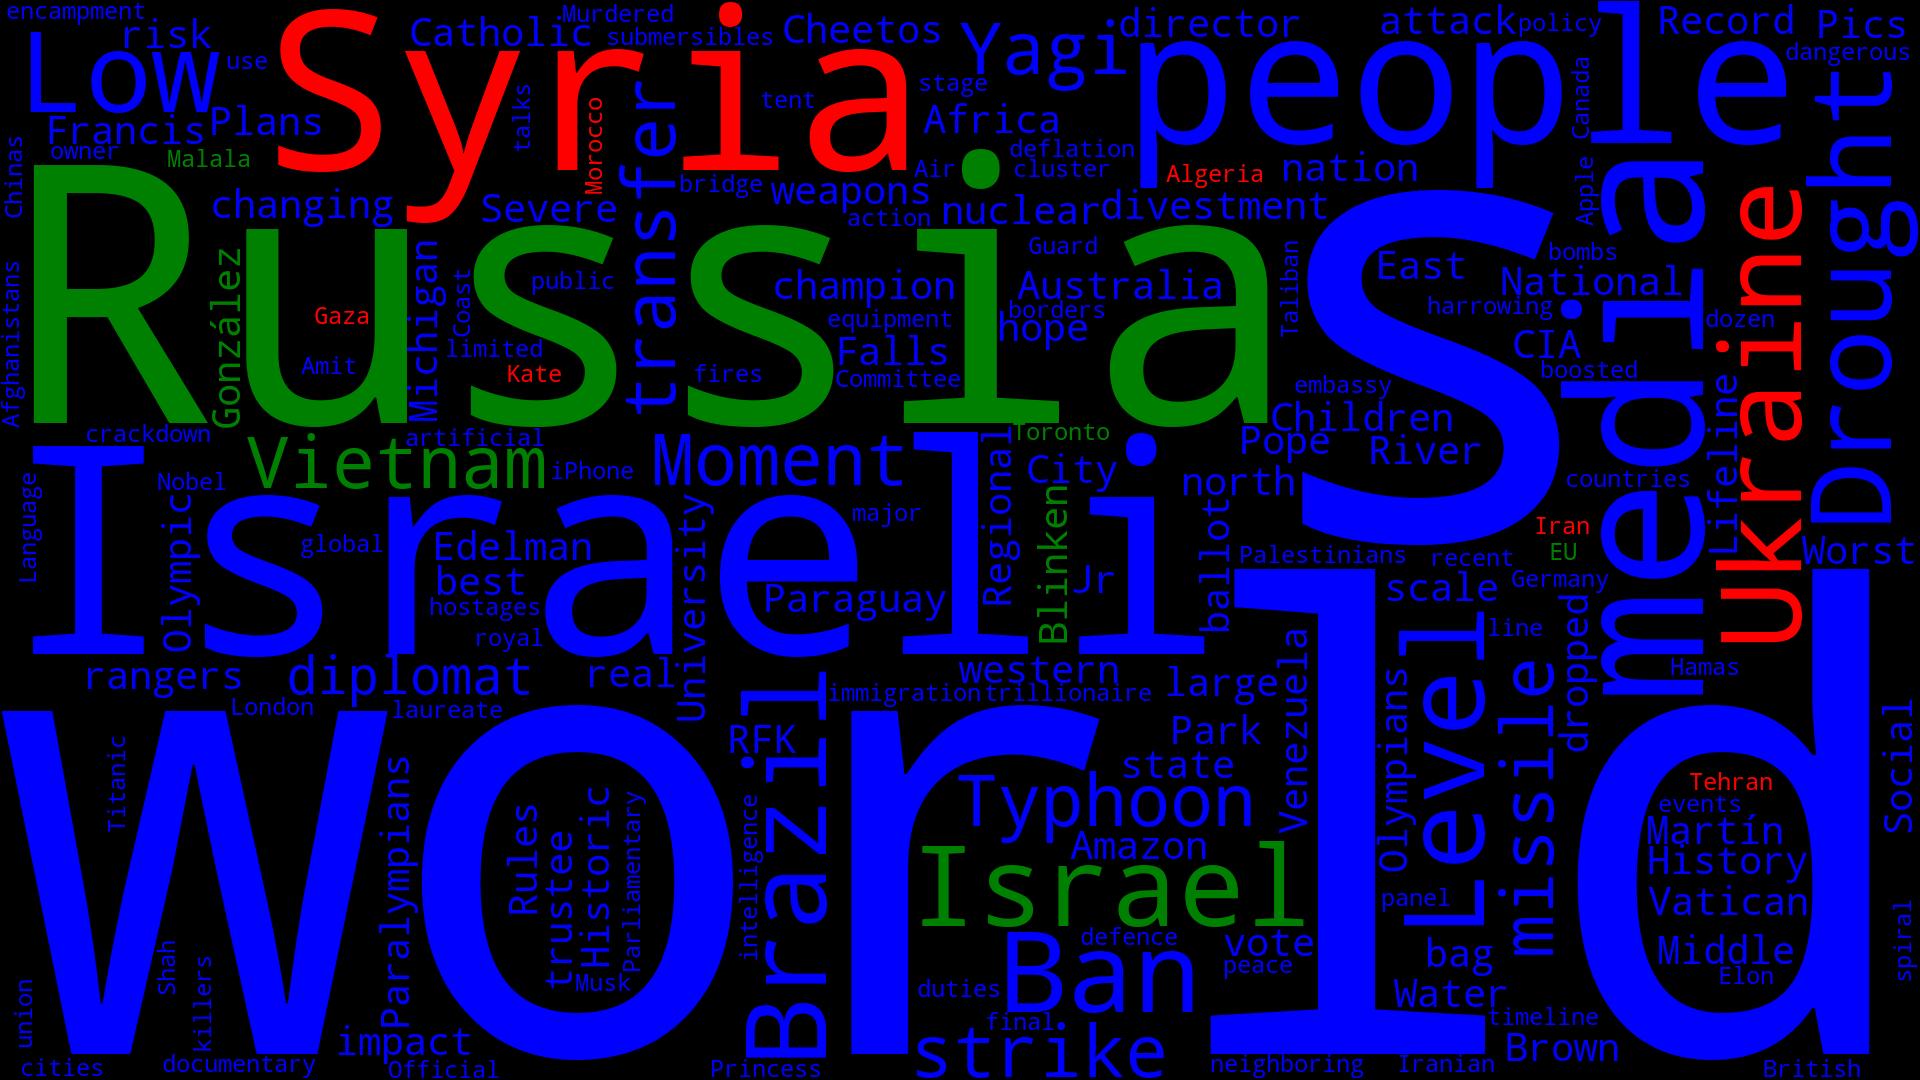 encampment
risk
Low
use
Syria
Catholic
Murdered
submersibles
Cheetos
Yagi
director
people
attack
policy
Record
Pics
dangerous
Francis
Plans
owner
Malala
talks
Morocco
transfer
tent
stage
Africa
deflation
Air
cluster
Algeria
nation
Canada
Apple
Drought
Chinas
changing
Severe
bridge
weapons
action
nuclear
divestment
Russia
s
media
Ukraine
Afghanistans
González
Gaza
Amit
Michigan
Coast
public
limited
Kate
fires
champion
equipment
Falls
Committee
Guard
Australia
borders
hope
Taliban
East
National
bombs
harrowing
CIA
dozen
boosted
embassy
Children
crackdown
artificial
Vietnam
Nobel
iPhone
Moment
Toronto
City
Regional
Pope
River
north
countries
Lifeline
Israeli
Language
Olympic
global
Edelman
best
hostages
royal
University
major
Paraguay
Blinken
Jr
ballot
Palestinians
recent
Iran
EU
Germany
Worst
scale
rangers
diplomat
real
western
large
immigration
trillionaire
Venezuela
Level
line
missile
dropped
Hamas
London
laureate
world
Titanic
Paralympians
Rules
trustee
Historic
Parliamentary
Musk
RFK
Brazil
intelligence
Park
state
Typhoon
Amazon
Israel
Olympians
panel
Tehran
events
Martín
History
Vatican
Middle
Elon
Social
spiral
Shah
killers
union
Ban
defence
vote
peace
bag
Water
duties
final
timeline
Brown
impact
strike
cities
documentary
Official
Princess
neighboring
Iranian
British